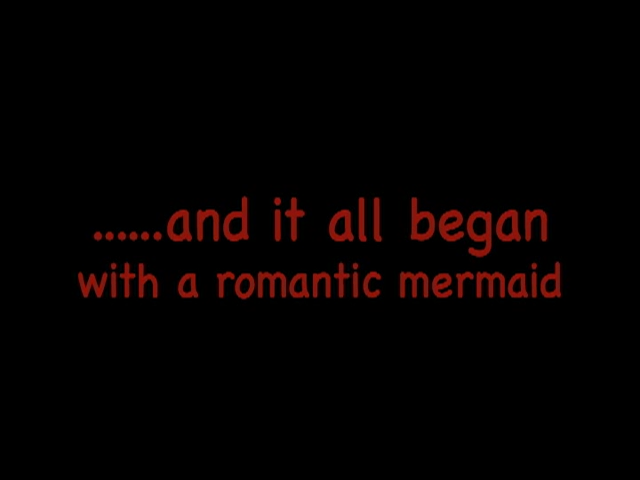 ......and it all began
with a romantic mermaid